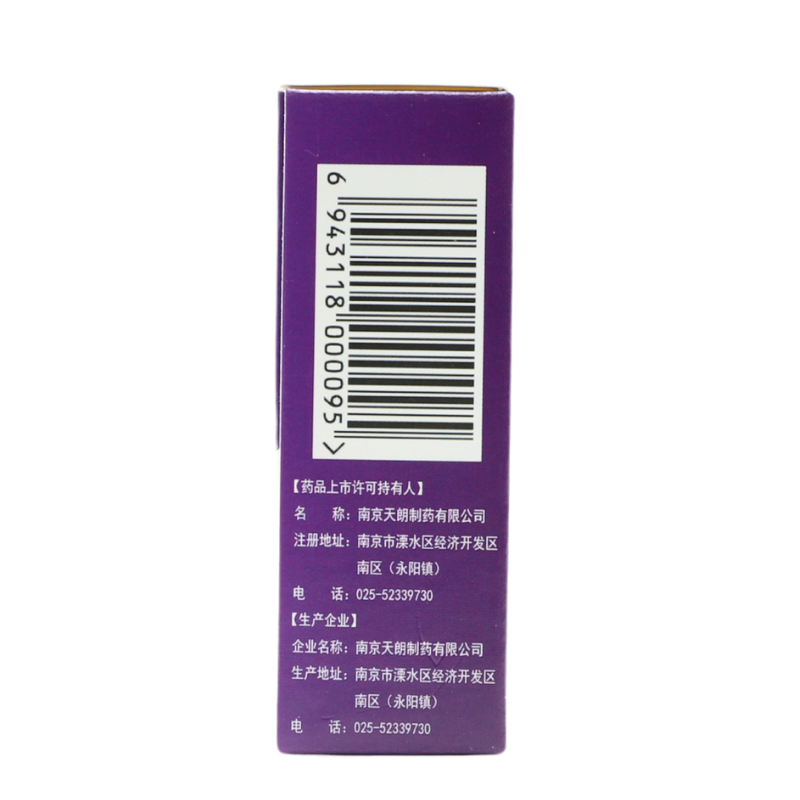 6 943118 000095 >
【药品上市许可持有人】
名 称：南京天朗制药有限公司
注册地址：南京市溧水区经济开发区
南区（永阳镇）
电 话：025-52339730
【生产企业】
企业名称：南京天朗制药有限公司
生产地址：南京市溧水区经济开发区
南区（永阳镇）
电 话：025-52339730